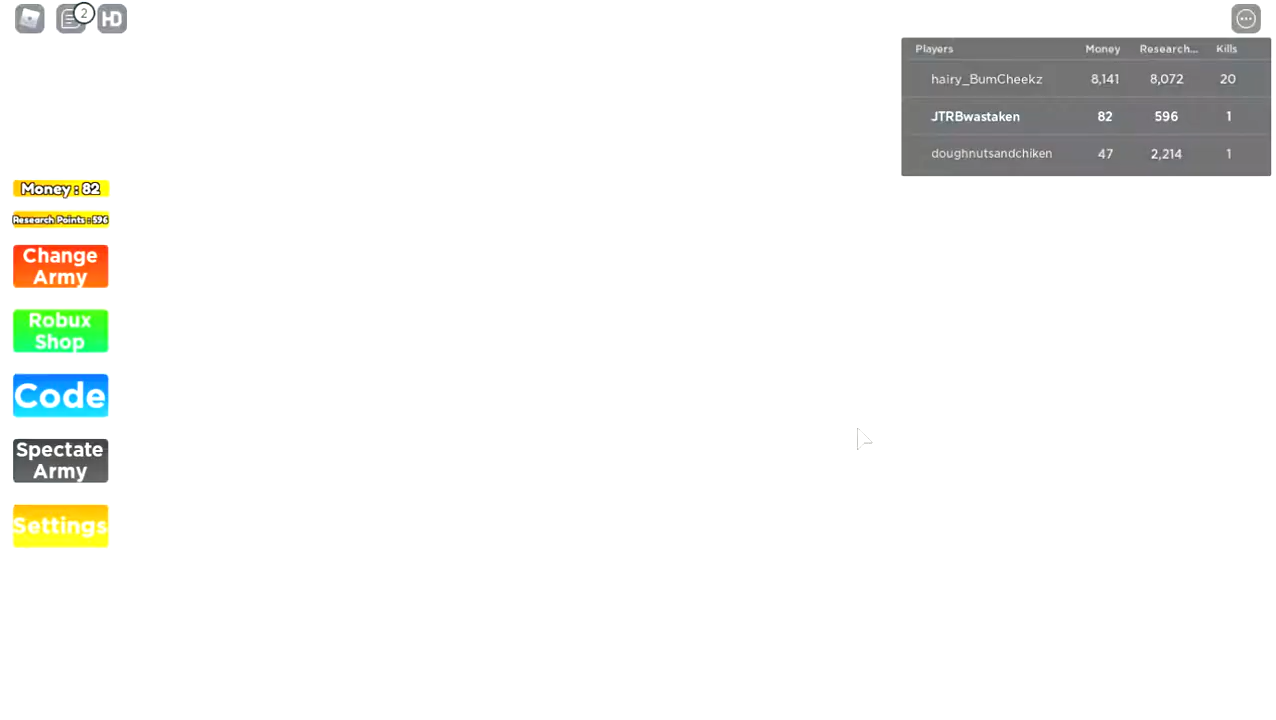 2
HD
Players Money Research... Kills
hairy_BumCheekz 8,141 8,072 20
JTRBwastaken 82 596 1
doughnutsandchiken 47 2,214 1
Money : 82
Research Points : 596
Change
Army
Robux
Shop
Code
Spectate
Army
Settings